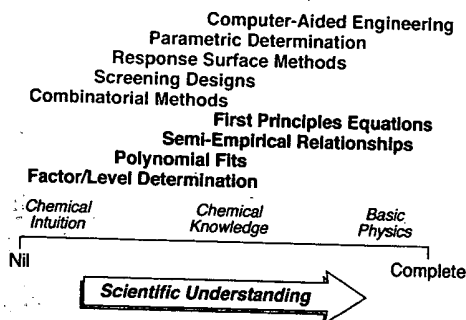 Computer-Aided Engineering
Parametric Determination
Response Surface Methods
Screening Designs
Combinatorial Methods
First Principles Equations
Semi-Empirical Relationships
Polynomial Fits
Factor/Level Determination
Chemical Intuition
Chemical Knowledge
Basic Physics
Nil
Complete
Scientific Understanding